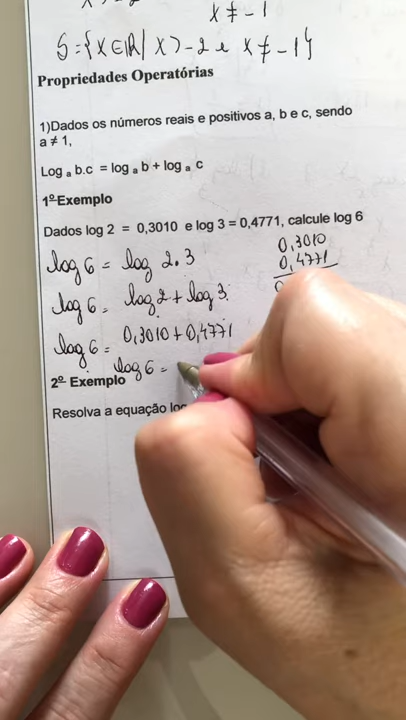 x ≠ -1
S = {x ∈ ℝ / x > -2 e x ≠ -1}
Propriedades Operatórias
1)Dados os números reais e positivos a, b e c, sendo
a ≠ 1,
Log a b.c = log a b + log a c
1º Exemplo
Dados log 2 = 0,3010 e log 3 = 0,4771, calcule log 6
log 6 = log 2.3
0,3010
0,4771
log 6 = log 2 + log 3
log 6 = 0,3010 + 0,4771
log 6 =
2º Exemplo
Resolva a equação